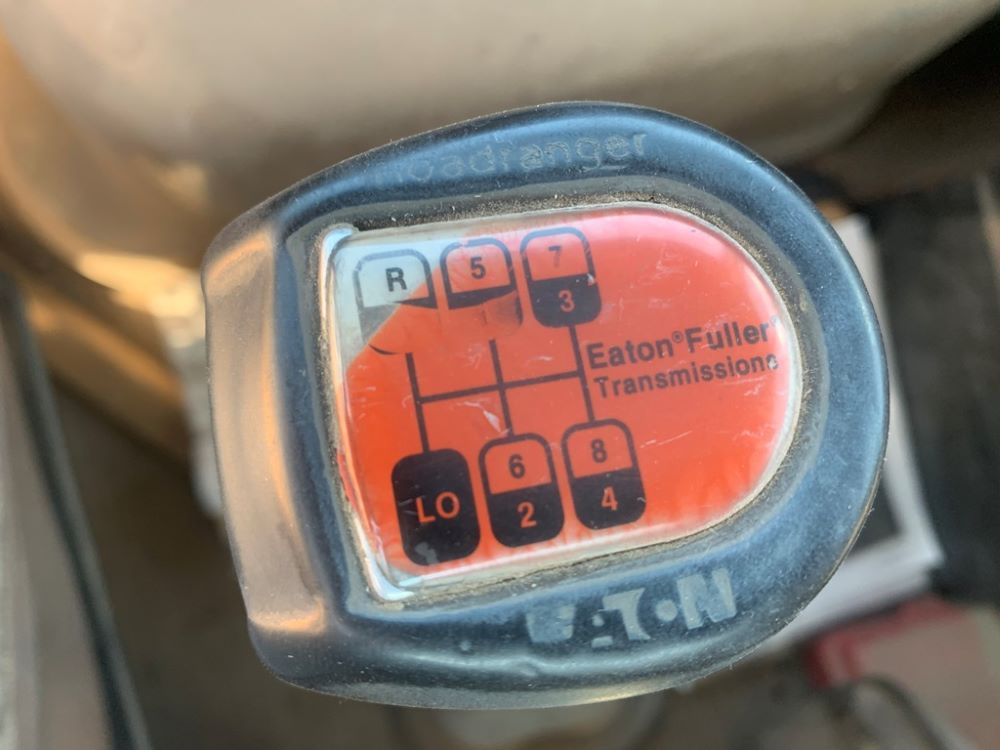 Roadranger
R 5 7
3
Eaton®Fuller®
Transmissions
LO 6 8
2 4
EATON